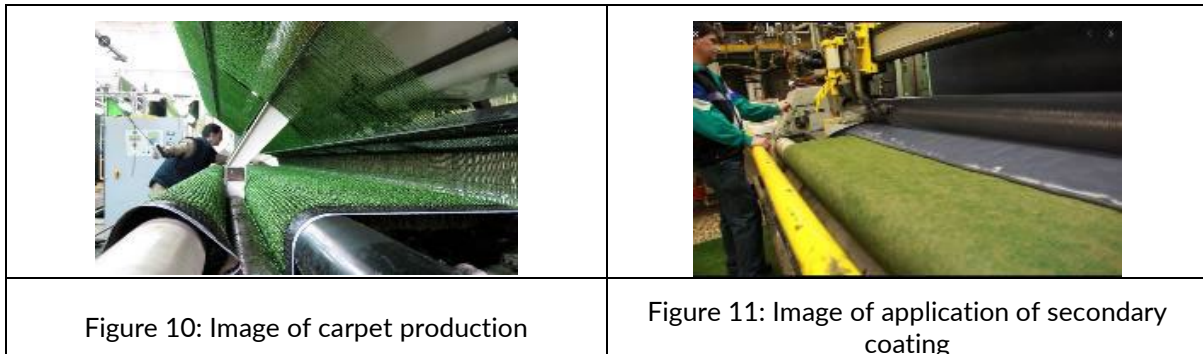 Figure 10: Image of carpet production
Figure 11: Image of application of secondary
coating